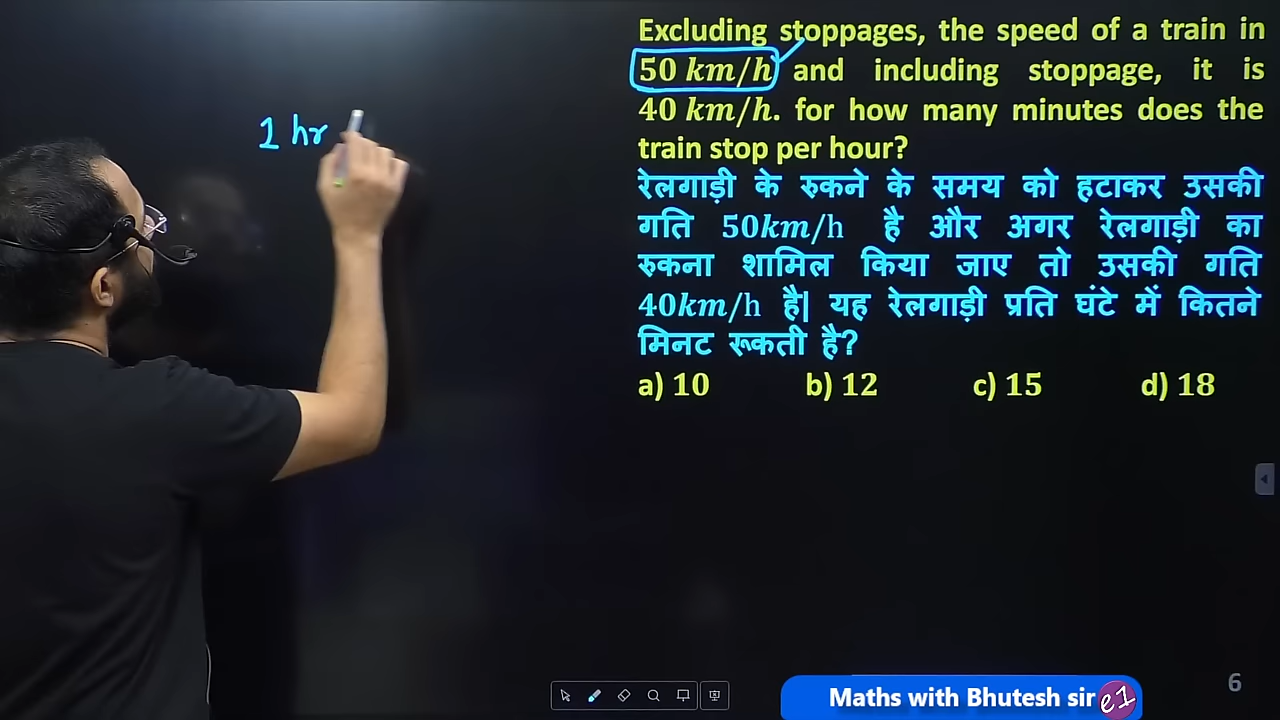 1 hr
Excluding stoppages, the speed of a train in
50 km/h and including stoppage, it is
40 km/h. for how many minutes does the
train stop per hour?
रेलगाड़ी के रुकने के समय को हटाकर उसकी
गति 50km/h है और अगर रेलगाड़ी का
रुकना शामिल किया जाए तो उसकी गति
40km/h है| यह रेलगाड़ी प्रति घंटे में कितने
मिनट रूकती है?
a) 10 b) 12 c) 15 d) 18
Maths with Bhutesh sir e1
6